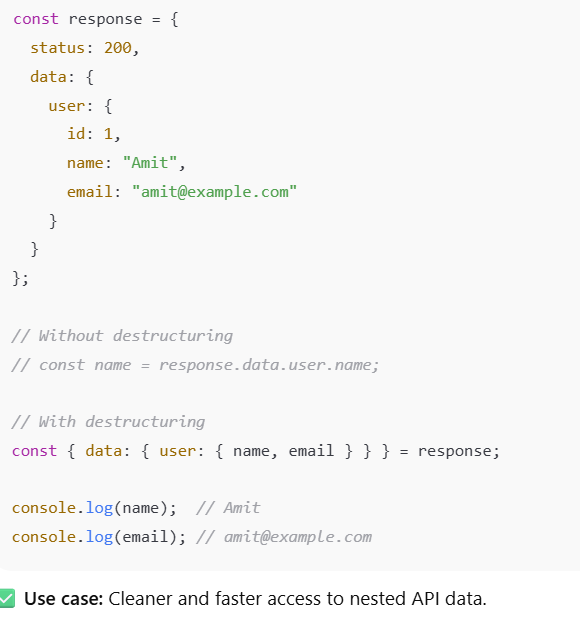 const response = {
  status: 200,
  data: {
    user: {
      id: 1,
      name: "Amit",
      email: "amit@example.com"
    }
  }
};
// Without destructuring
// const name = response.data.user.name;
// With destructuring
const { data: { user: { name, email } } } = response;
console.log(name);  // Amit
console.log(email); // amit@example.com
✅ Use case: Cleaner and faster access to nested API data.